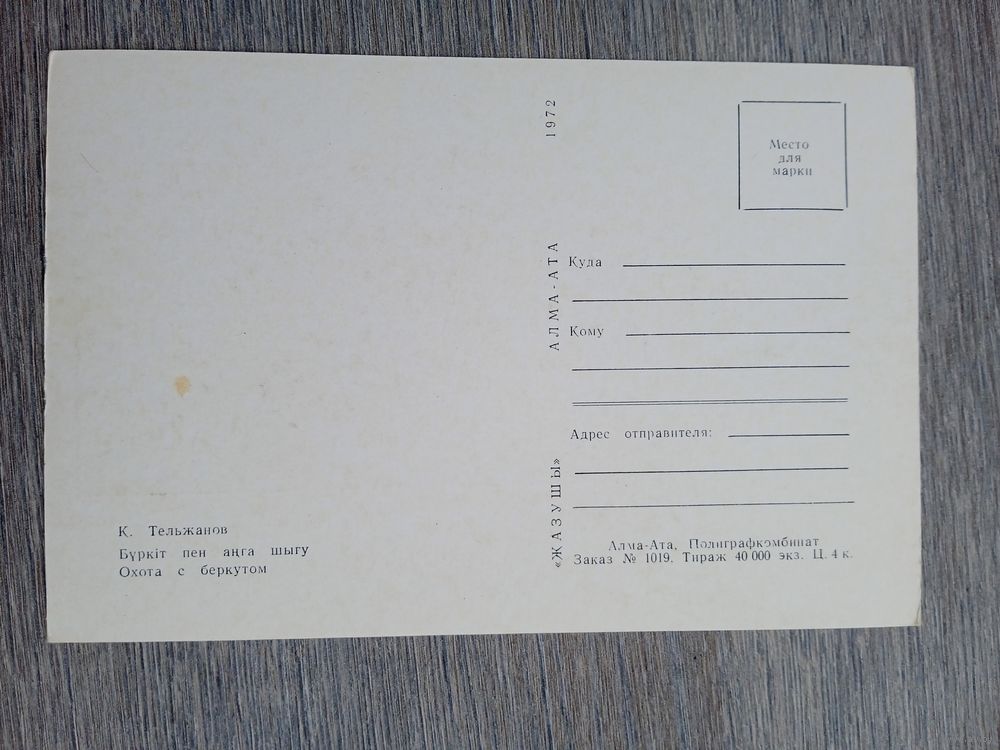 К. Тельжанов
Бүркіт пен аңға шығу
Охота с беркутом
«ЖАЗУШЫ» АЛМА-АТА 1972
Место
для
марки
Куда
Кому
Адрес отправителя:
Алма-Ата, Полиграфкомбинат
Заказ № 1019. Тираж 40 000 экз. Ц. 4 к.